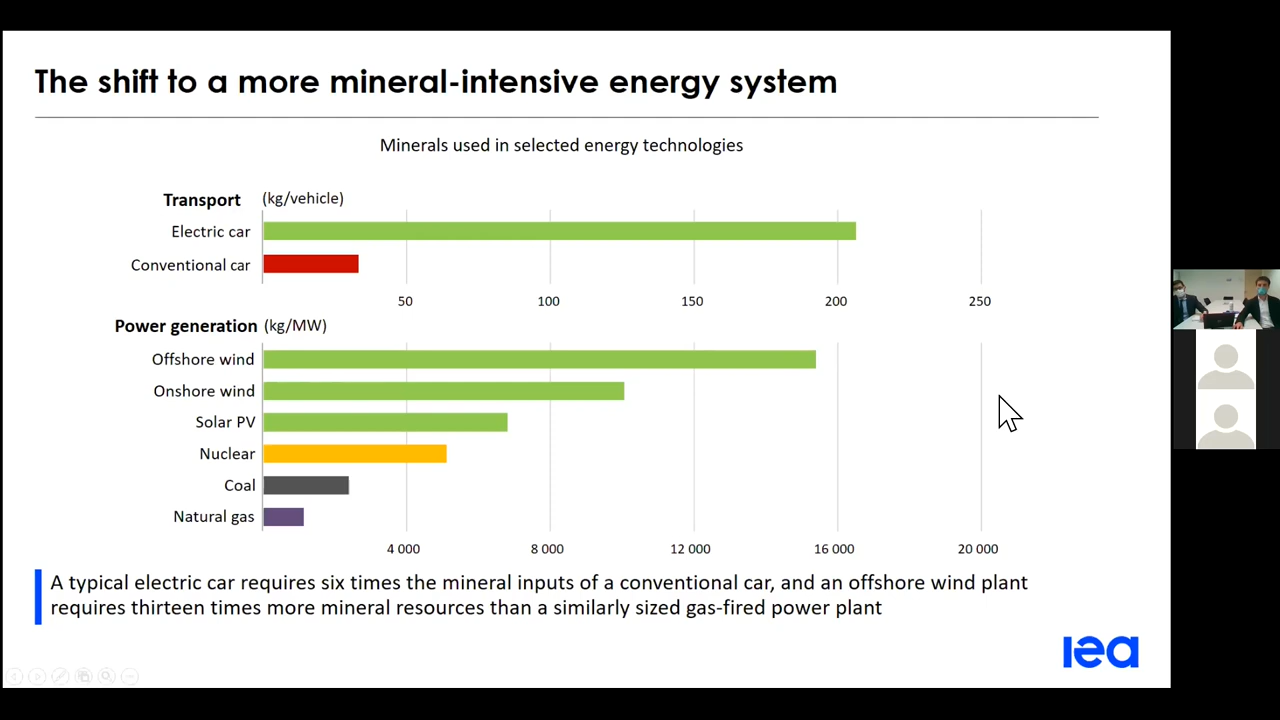 The shift to a more mineral-intensive energy system
Minerals used in selected energy technologies
Transport (kg/vehicle)
Electric car
Conventional car
50 100 150 200 250
Power generation (kg/MW)
Offshore wind
Onshore wind
Solar PV
Nuclear
Coal
Natural gas
4 000 8 000 12 000 16 000 20 000
A typical electric car requires six times the mineral inputs of a conventional car, and an offshore wind plant
requires thirteen times more mineral resources than a similarly sized gas-fired power plant
iea